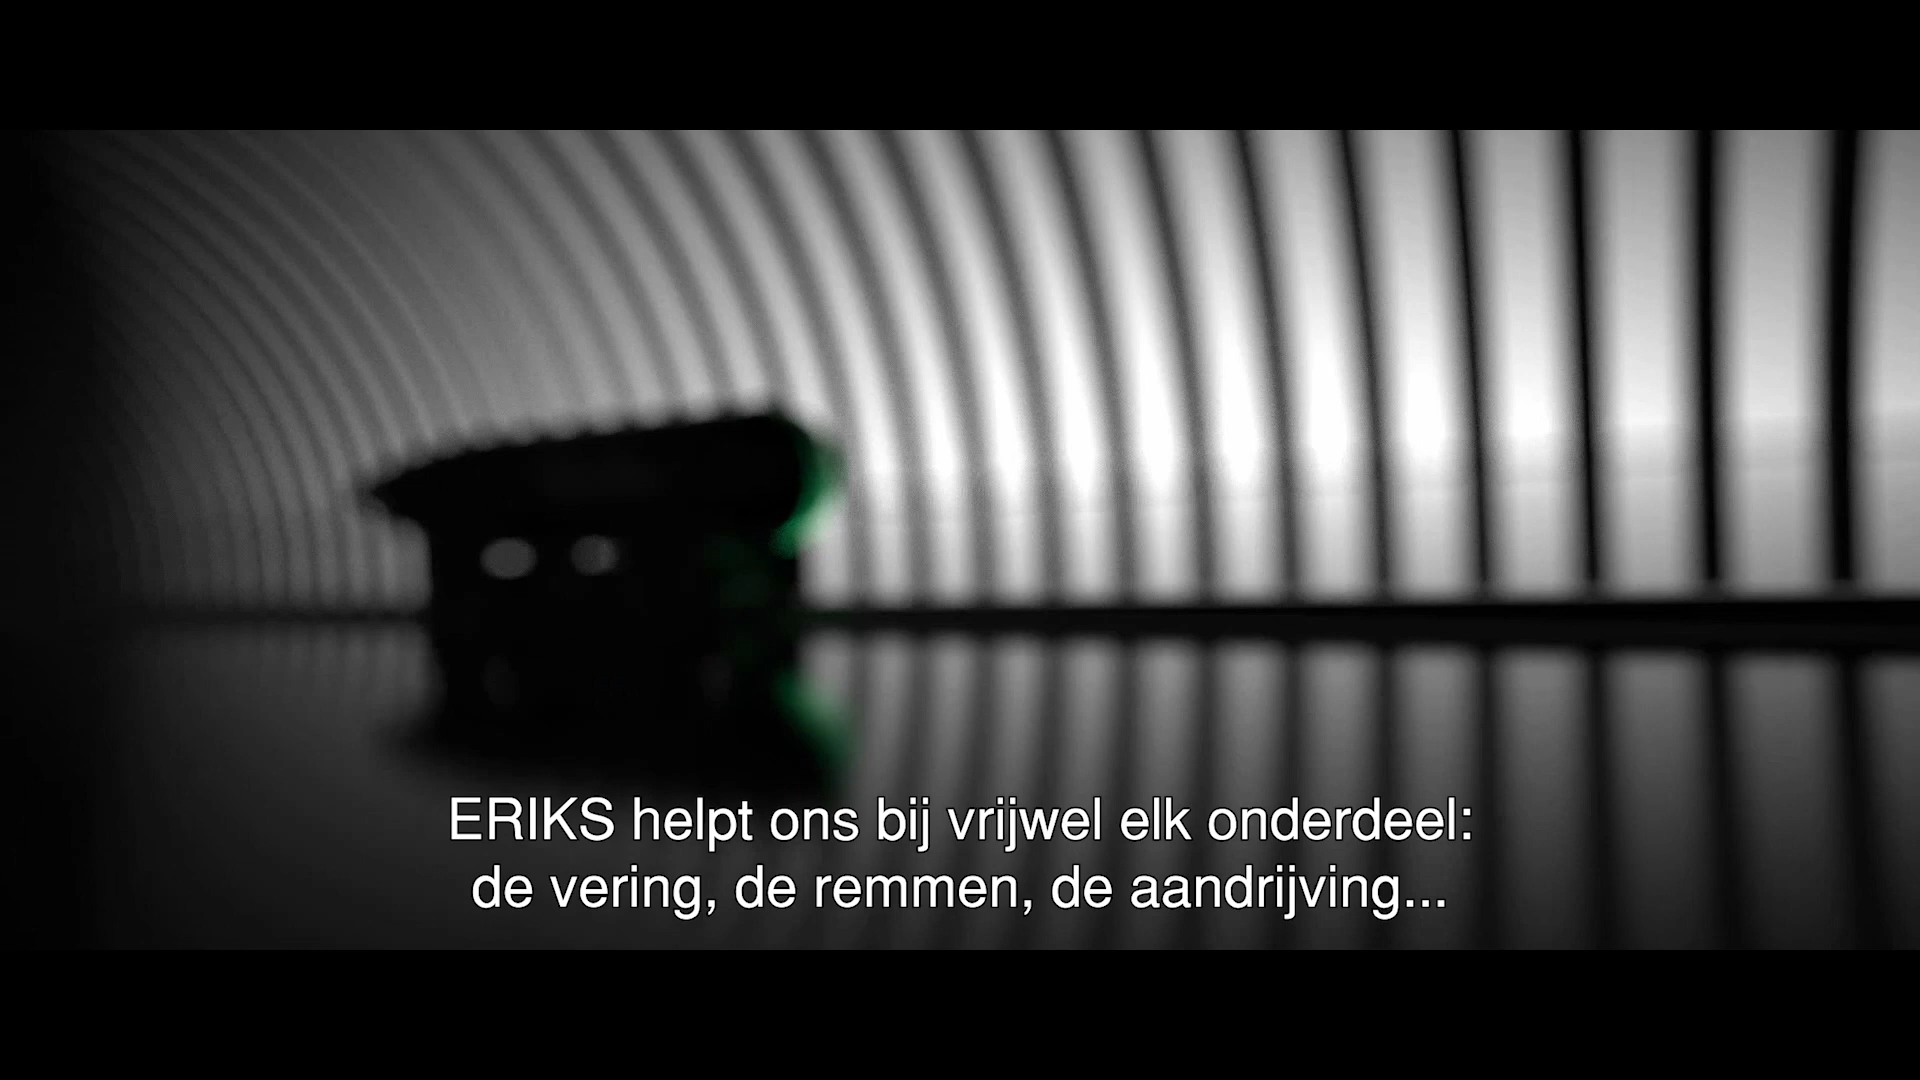 ERIKS helpt ons bij vrijwel elk onderdeel:
de vering, de remmen, de aandrijving...